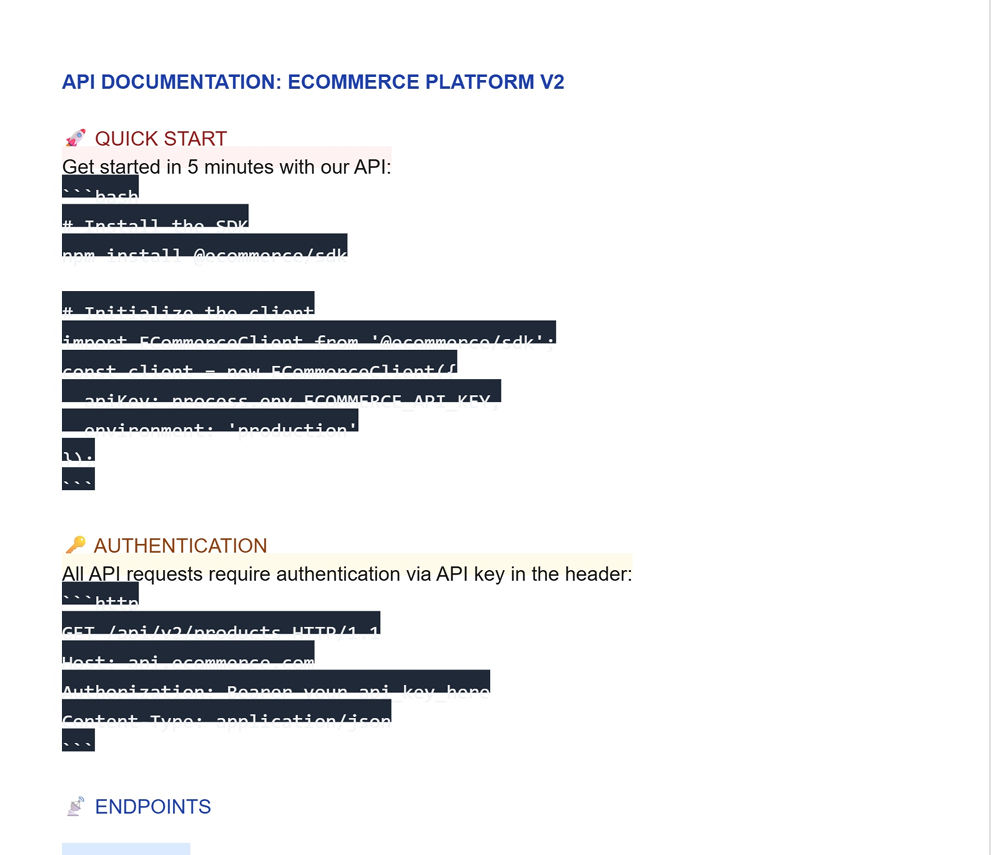 API DOCUMENTATION: ECOMMERCE PLATFORM V2
🚀 QUICK START
Get started in 5 minutes with our API:
```bash
# Install the SDK
npm install @ecommerce/sdk
# Initialize the client
import ECommerceClient from '@ecommerce/sdk';
const client = new ECommerceClient({
  apiKey: process.env.ECOMMERCE_API_KEY,
  environment: 'production'
});
```
🔑 AUTHENTICATION
All API requests require authentication via API key in the header:
```http
GET /api/v2/products HTTP/1.1
Host: api.ecommerce.com
Authorization: Bearer your_api_key_here
Content-Type: application/json
```
📡 ENDPOINTS